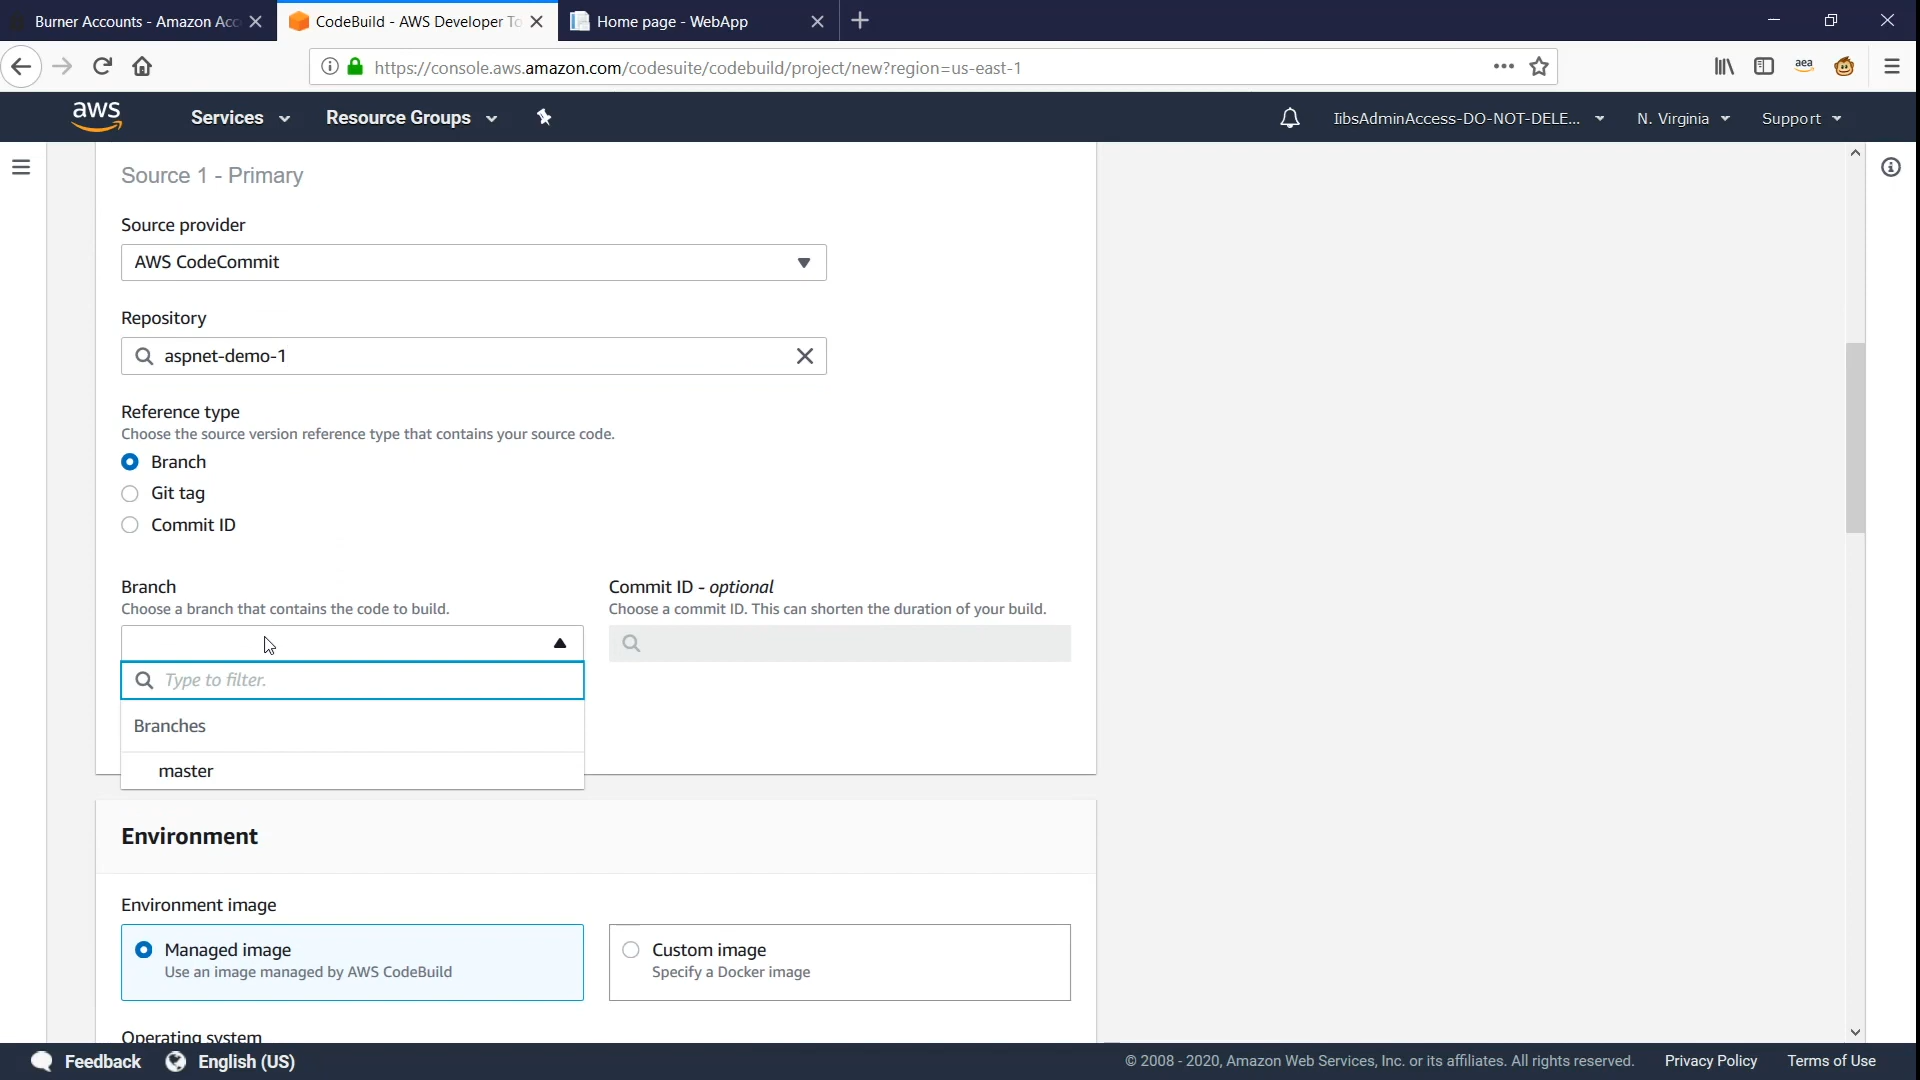 Burner Accounts - Amazon Acc
CodeBuild - AWS Developer To
Home page - WebApp
https://console.aws.amazon.com/codesuite/codebuild/project/new?region=us-east-1
aea
aws
Services
Resource Groups
IibsAdminAccess-DO-NOT-DELE...
N. Virginia
Support
Source 1 - Primary
Source provider
AWS CodeCommit
Repository
aspnet-demo-1
Reference type
Choose the source version reference type that contains your source code.
Branch
Git tag
Commit ID
Branch
Choose a branch that contains the code to build.
Commit ID - optional
Choose a commit ID. This can shorten the duration of your build.
Type to filter.
Branches
master
Environment
Environment image
Managed image
Use an image managed by AWS CodeBuild
Custom image
Specify a Docker image
Operating system
Feedback
English (US)
© 2008 - 2020, Amazon Web Services, Inc. or its affiliates. All rights reserved.
Privacy Policy
Terms of Use